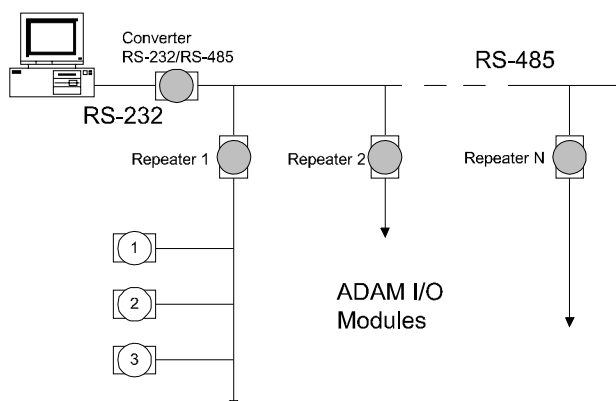 Converter
RS-232/RS-485
RS-485
RS-232
Repeater 1
Repeater 2
Repeater N
1
2
3
ADAM I/O
Modules